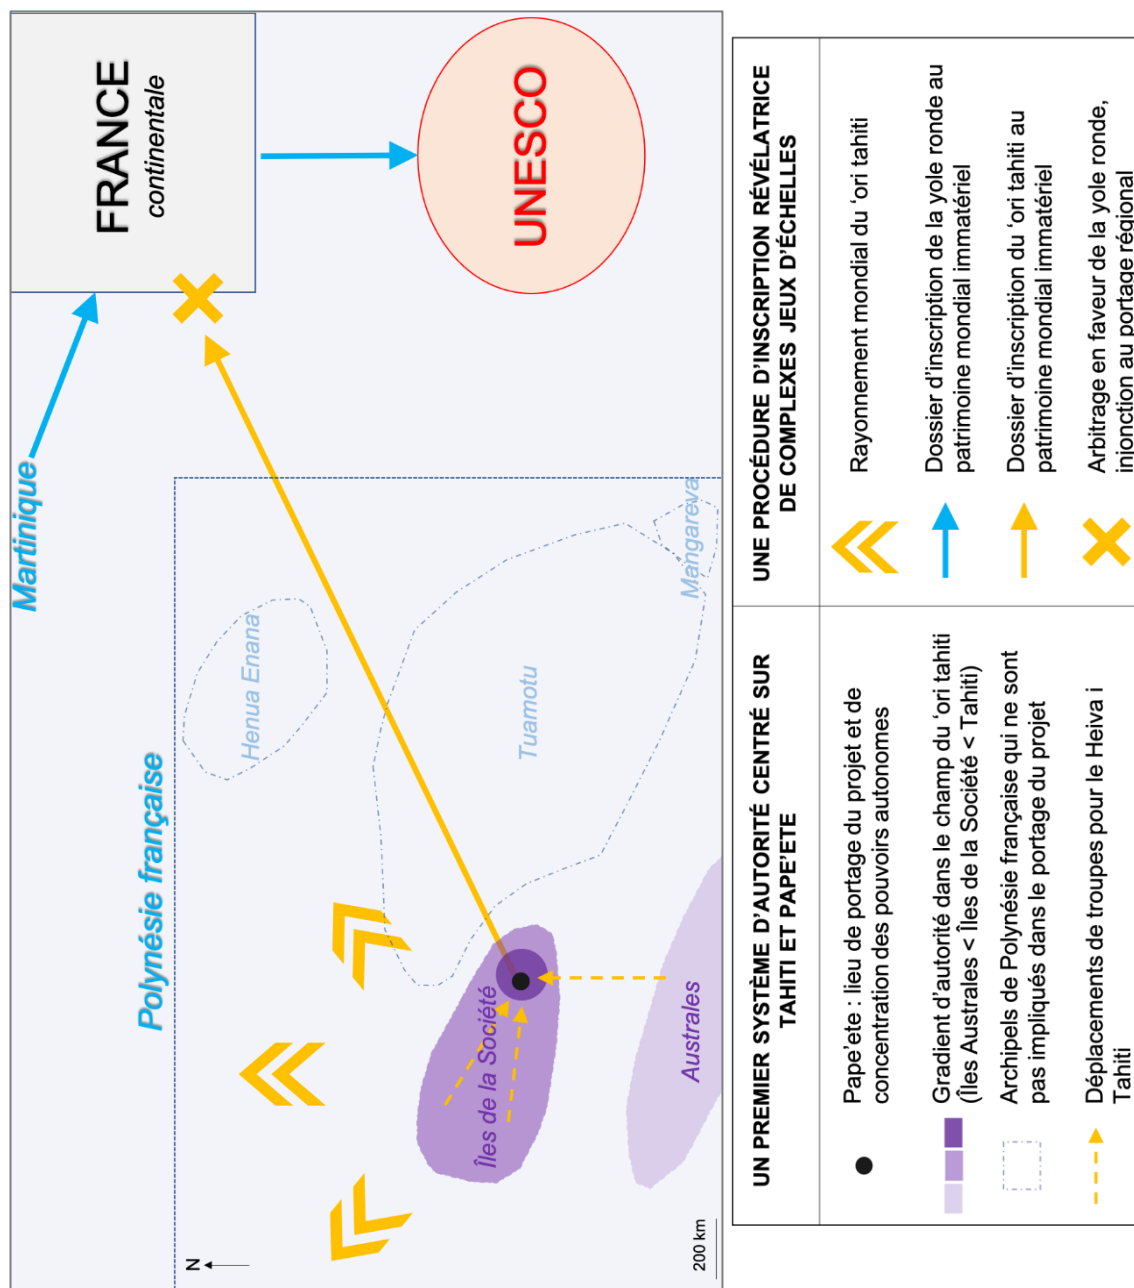 Martinique
FRANCE
continentale
UNESCO
Polynésie française
Henua Enana
Tuamotu
Mangareva
Îles de la Société
Australes
N
200 km
UN PREMIER SYSTÈME D'AUTORITÉ CENTRÉ SUR
TAHITI ET PAPE'ETE
Pape'ete : lieu de portage du projet et de
concentration des pouvoirs autonomes
Gradient d'autorité dans le champ du 'ori tahiti
(Îles Australes < Îles de la Société < Tahiti)
Archipels de Polynésie française qui ne sont
pas impliqués dans le portage du projet
Déplacements de troupes pour le Heiva i
Tahiti
UNE PROCÉDURE D'INSCRIPTION RÉVÉLATRICE
DE COMPLEXES JEUX D'ÉCHELLES
Rayonnement mondial du 'ori tahiti
Dossier d'inscription de la yole ronde au
patrimoine mondial immatériel
Dossier d'inscription du 'ori tahiti au
patrimoine mondial immatériel
Arbitrage en faveur de la yole ronde,
injonction au portage régional